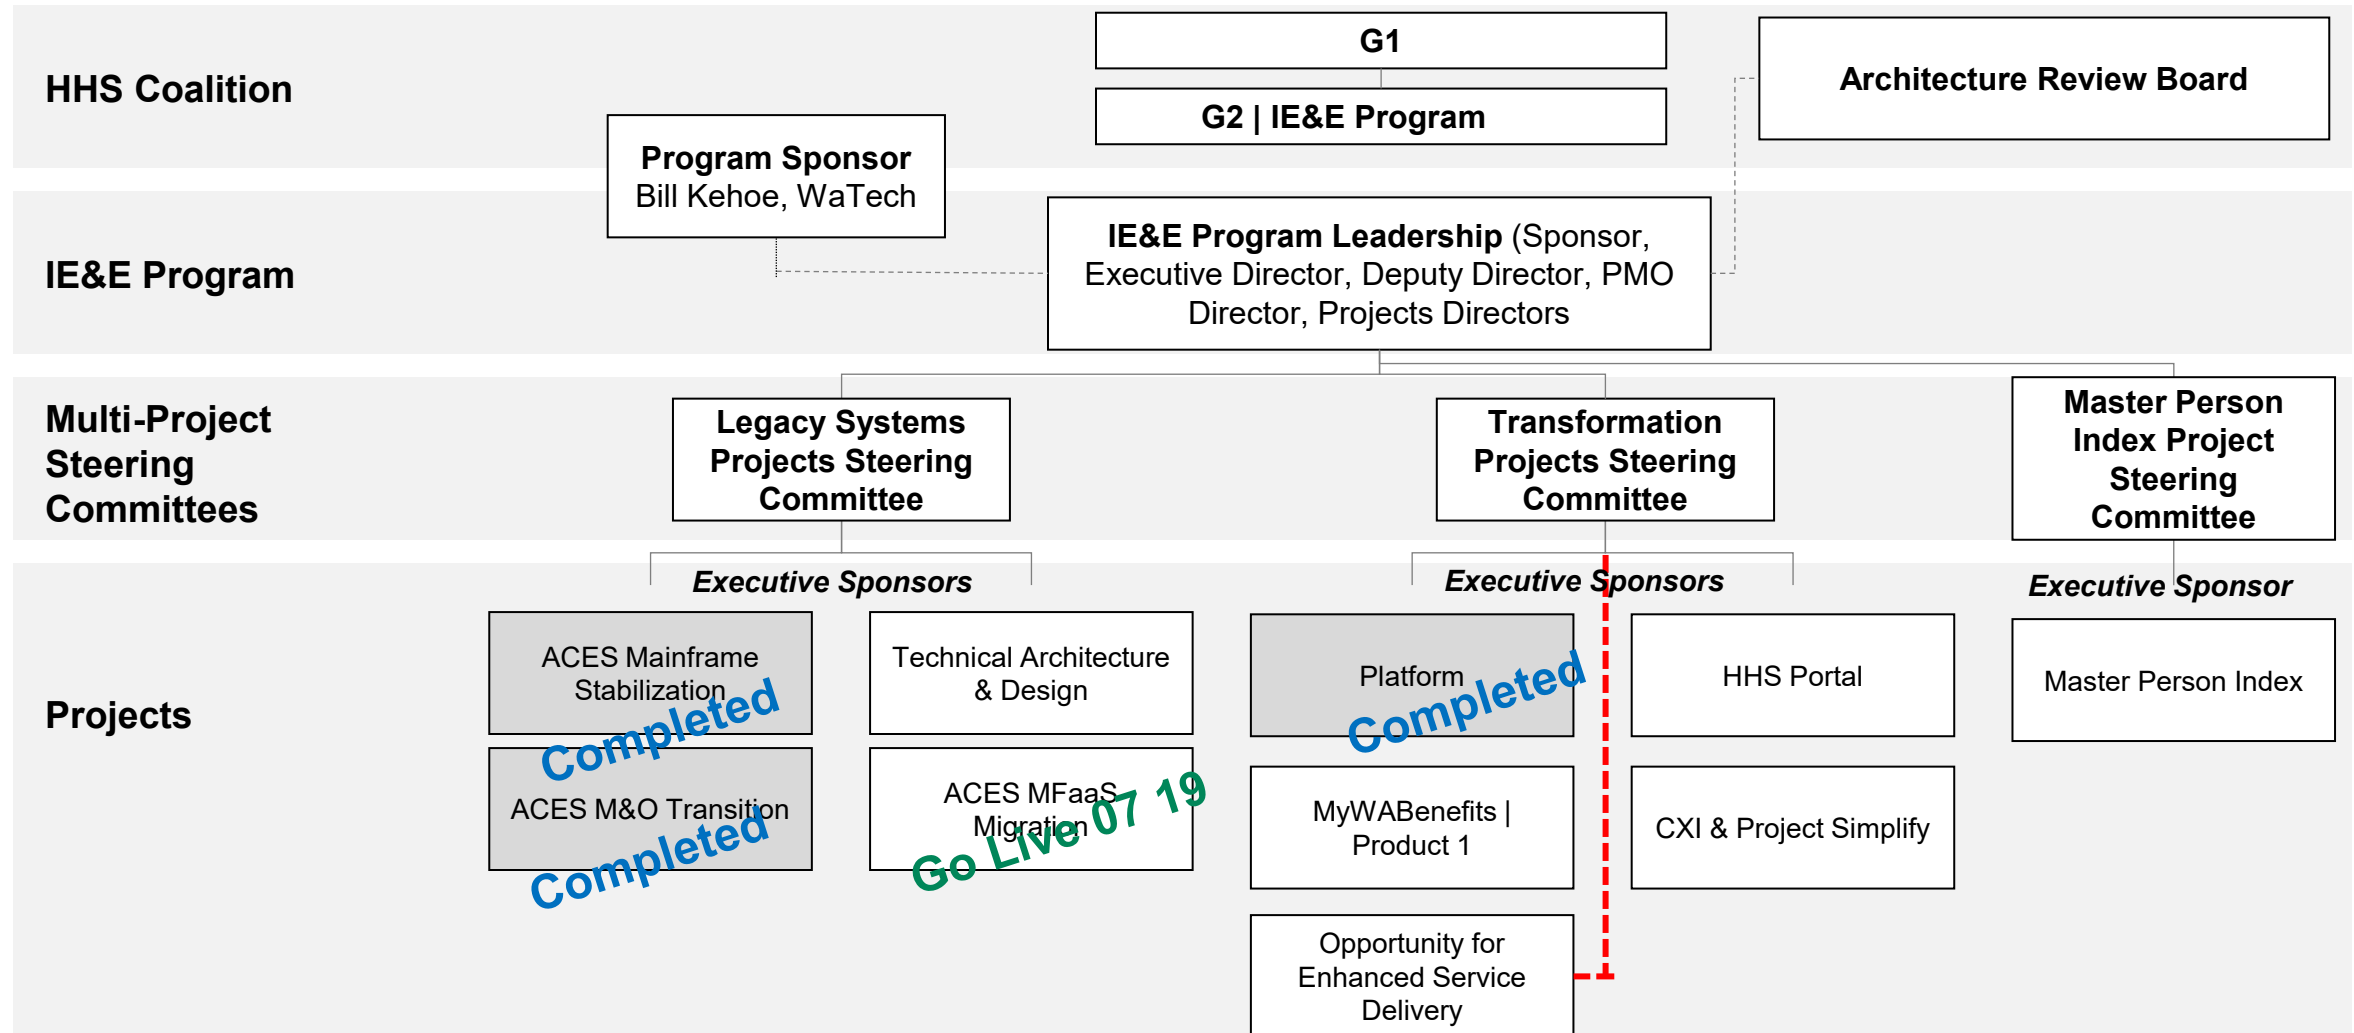 HHS Coalition
G1
G2 | IE&E Program
Architecture Review Board
Program Sponsor
Bill Kehoe, WaTech
IE&E Program
IE&E Program Leadership (Sponsor,
Executive Director, Deputy Director, PMO
Director, Projects Directors
Multi-Project
Steering
Committees
Legacy Systems
Projects Steering
Committee
Transformation
Projects Steering
Committee
Master Person
Index Project
Steering
Committee
Projects
Executive Sponsors
ACES Mainframe
Stabilization
Completed
Technical Architecture
& Design
ACES M&O Transition
Completed
ACES MFaaS
Migration
Go Live 07 19
Executive Sponsors
Platform
Completed
HHS Portal
MyWABenefits |
Product 1
CXI & Project Simplify
Opportunity for
Enhanced Service
Delivery
Executive Sponsor
Master Person Index